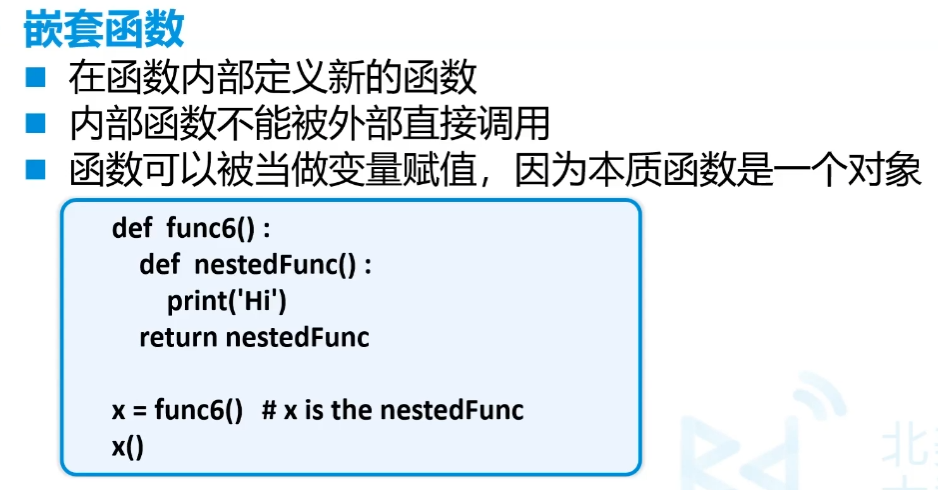 嵌套函数
在函数内部定义新的函数
内部函数不能被外部直接调用
函数可以被当做变量赋值，因为本质函数是一个对象
def func6() :
def nestedFunc() :
print('Hi')
return nestedFunc
x = func6() # x is the nestedFunc
x()
北